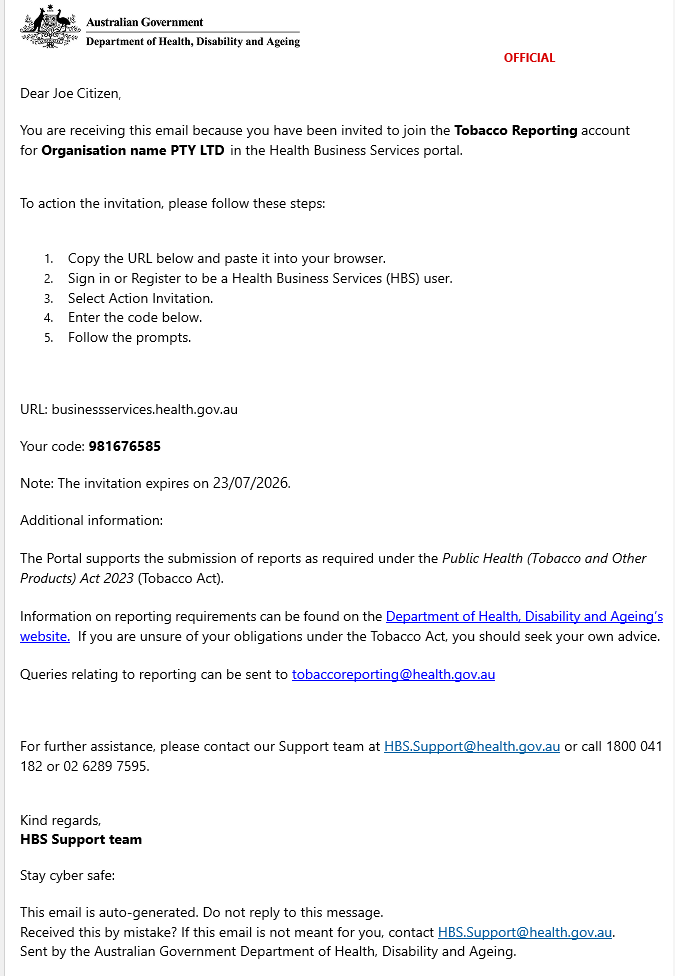 Australian Government
Department of Health, Disability and Ageing
OFFICIAL
Dear Joe Citizen,
You are receiving this email because you have been invited to join the Tobacco Reporting account
for Organisation name PTY LTD in the Health Business Services portal.
To action the invitation, please follow these steps:
1. Copy the URL below and paste it into your browser.
2. Sign in or Register to be a Health Business Services (HBS) user.
3. Select Action Invitation.
4. Enter the code below.
5. Follow the prompts.
URL: businessservices.health.gov.au
Your code: 981676585
Note: The invitation expires on 23/07/2026.
Additional information:
The Portal supports the submission of reports as required under the Public Health (Tobacco and Other
Products) Act 2023 (Tobacco Act).
Information on reporting requirements can be found on the Department of Health, Disability and Ageing's
website. If you are unsure of your obligations under the Tobacco Act, you should seek your own advice.
Queries relating to reporting can be sent to tobaccoreporting@health.gov.au
For further assistance, please contact our Support team at HBS.Support@health.gov.au or call 1800 041
182 or 02 6289 7595.
Kind regards,
HBS Support team
Stay cyber safe:
This email is auto-generated. Do not reply to this message.
Received this by mistake? If this email is not meant for you, contact HBS.Support@health.gov.au.
Sent by the Australian Government Department of Health, Disability and Ageing.